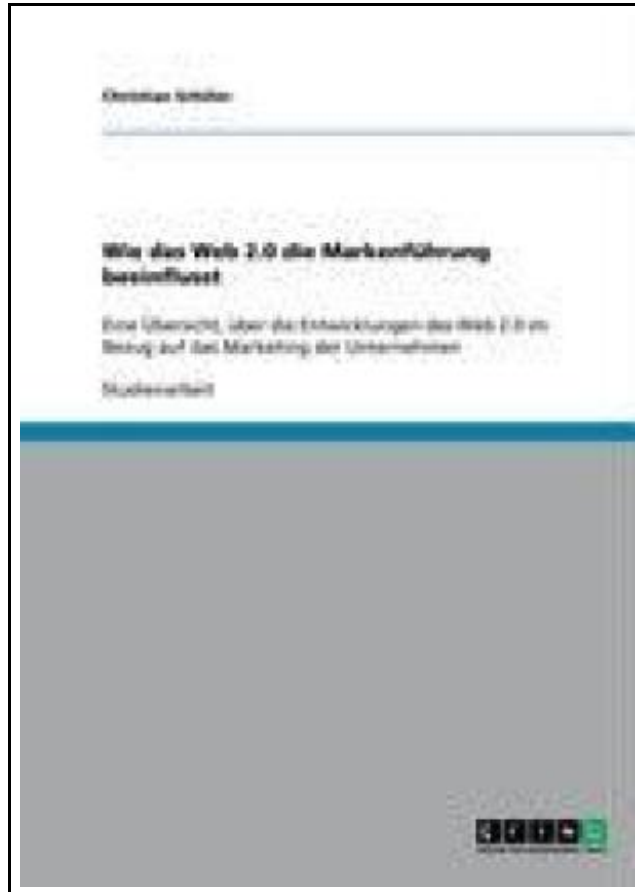 Christian
Wie das Web 2.0 die Markenführung
beeinflusst
Eine Übersicht, über die Entwicklungen des Web 2.0 im
Bezug auf das Marketing der Unternehmen
Studienarbeit
GRIN